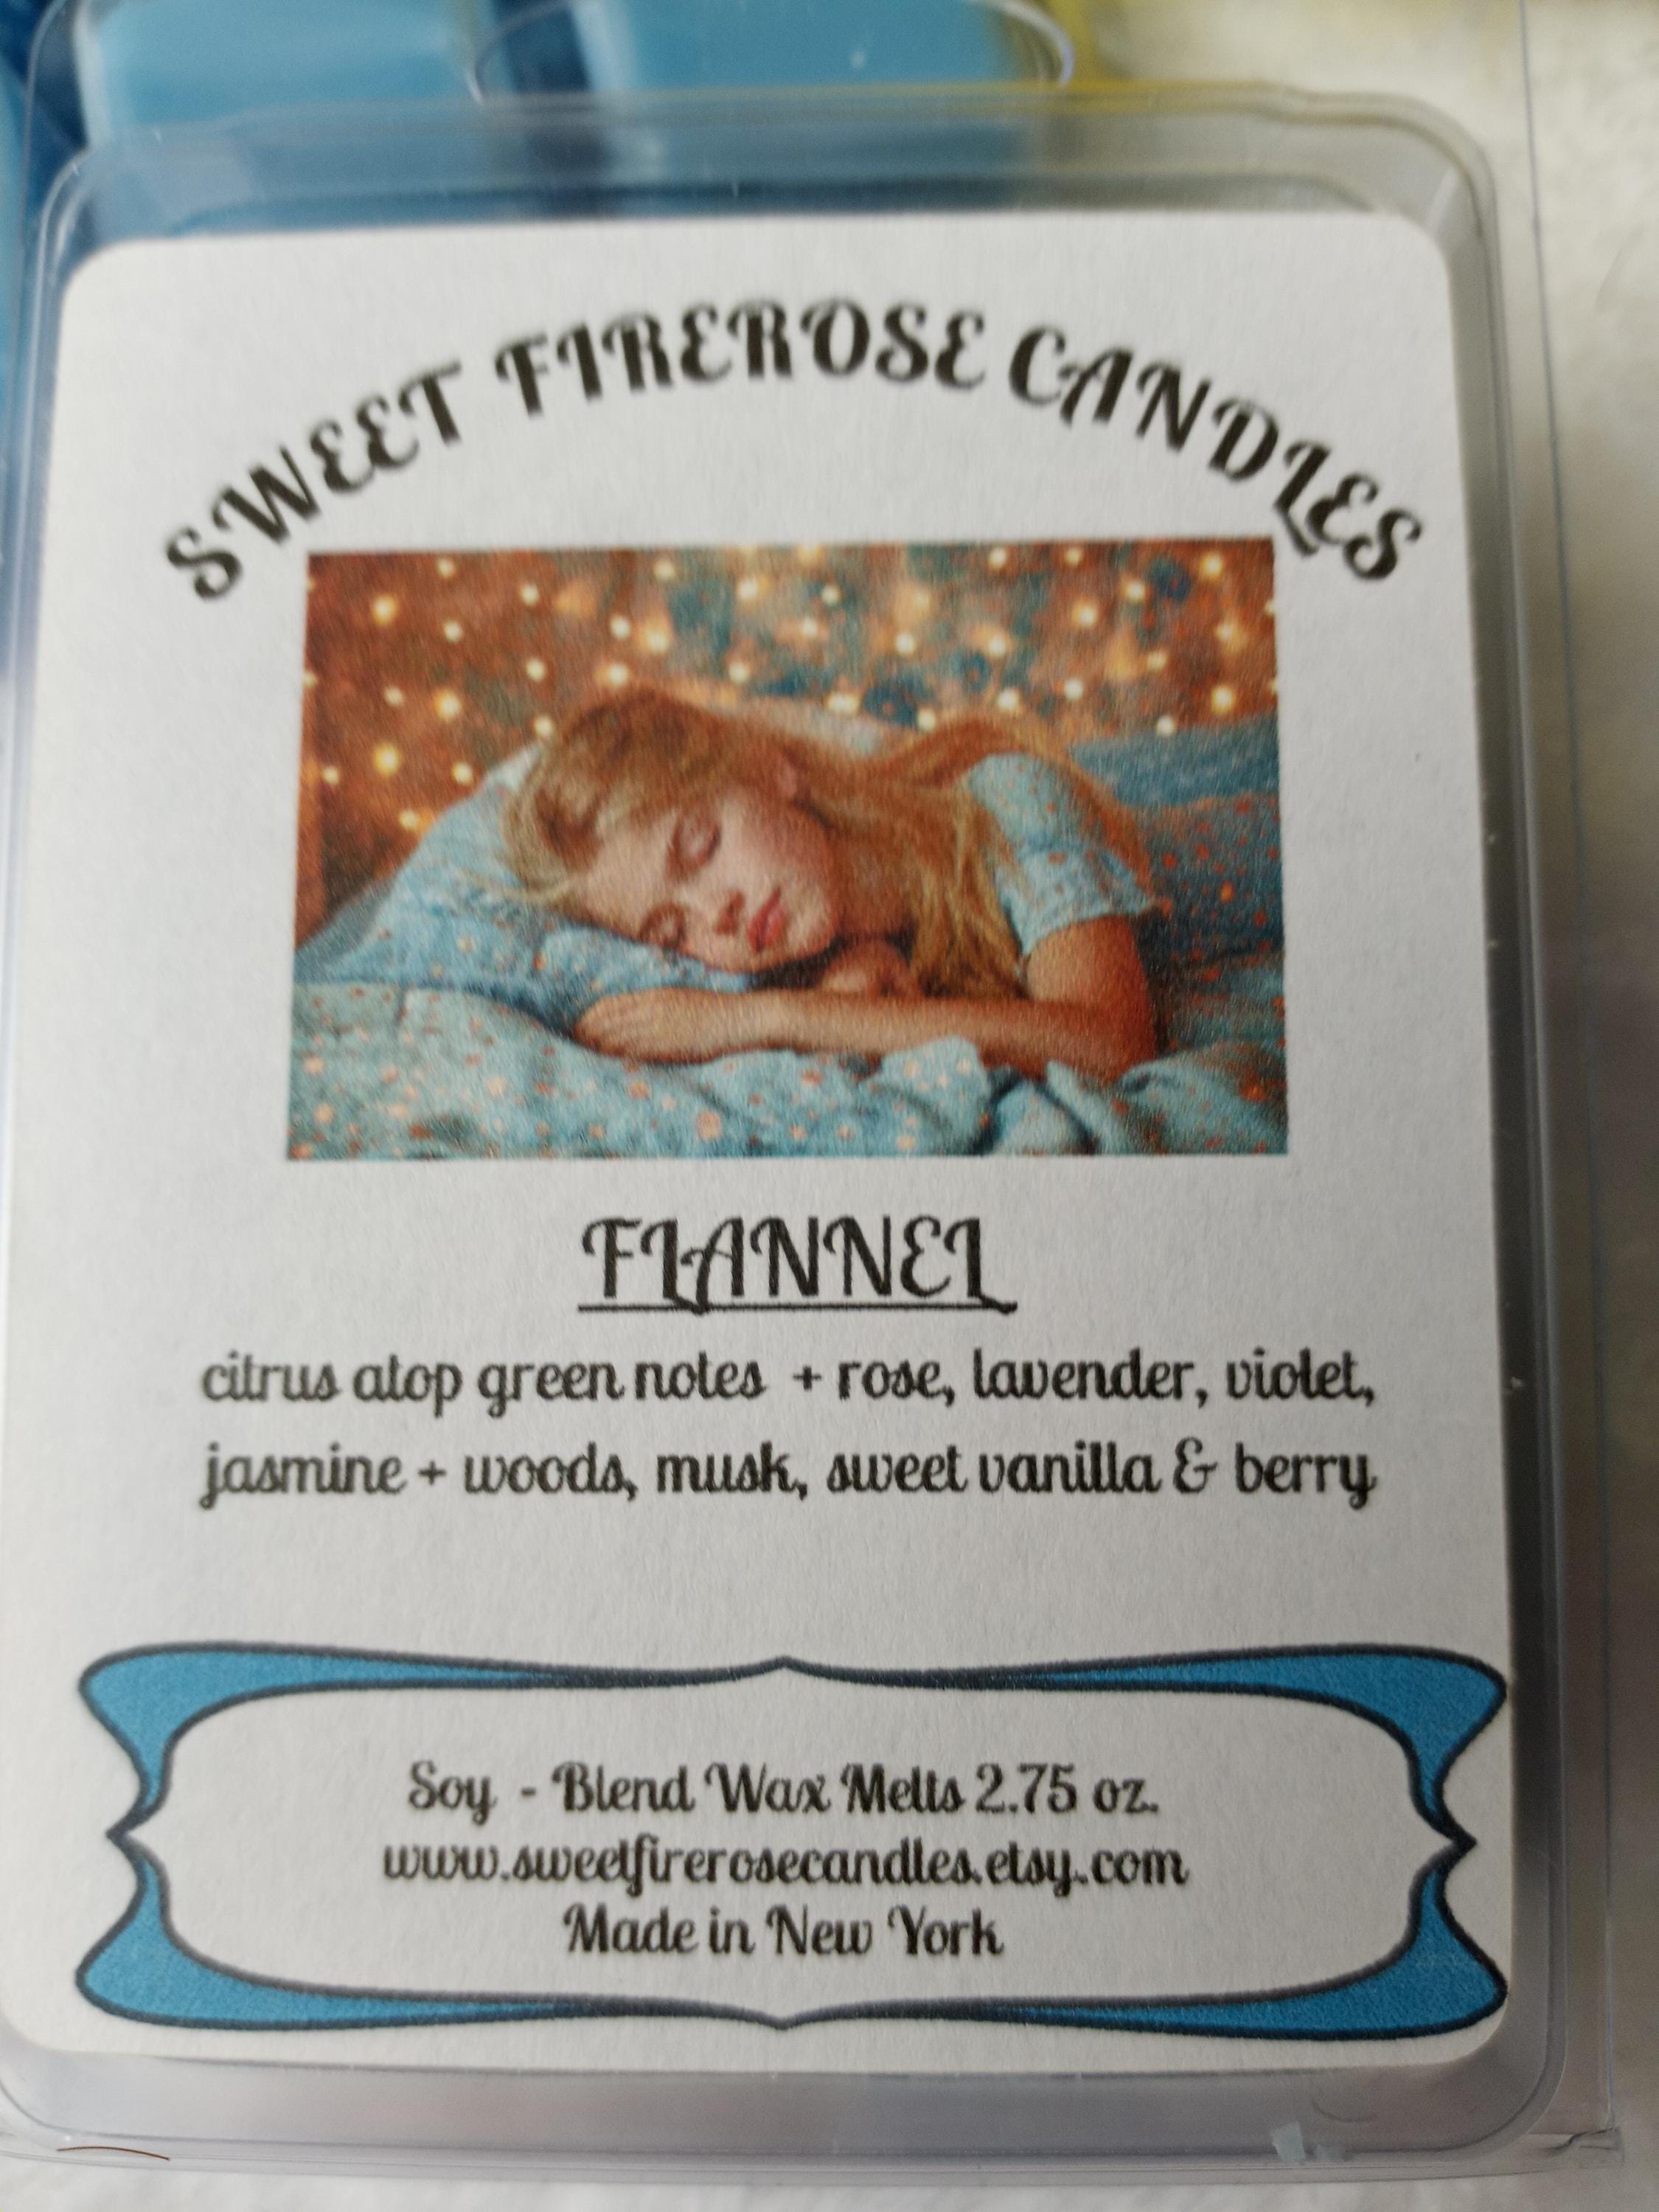 SWEET FIREROSE CANDLES
FLANNEL
citrus atop green notes + rose, lavender, violet,
jasmine + woods, musk, sweet vanilla & berry
Soy - Blend Wax Melts 2.75 oz.
www.sweetfirerosecandles.etsy.com
Made in New York